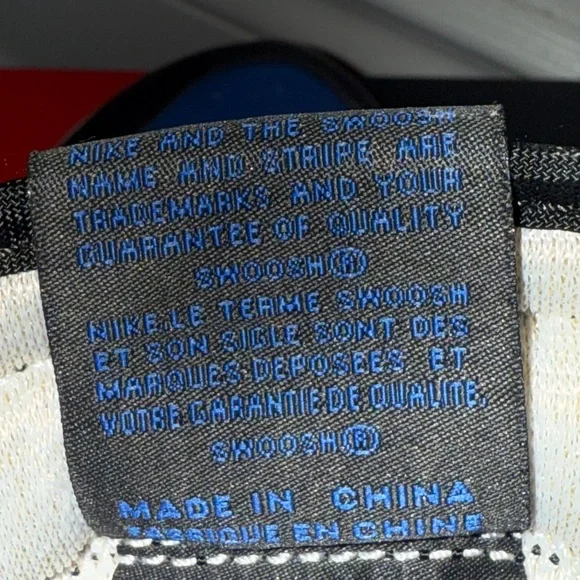 NIKE AND THE SWOOSH
NAME AND STRIPE ARE
TRADEMARKS AND YOUR
GUARANTEE OF QUALITY
SWOOSH®
NIKE.LE TERME SWOOSH
ET SON SIGLE SONT DES
MARQUES DEPOSEES ET
VOTRE GARANTIE DE QUALITE.
SWOOSH®
MADE IN CHINA
FABRIQUE EN CHINE